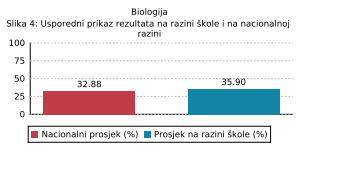 Biologija
Slika 4: Usporedni prikaz rezultata na razini škole i na nacionalnoj
razini
100
75
50
25
0
32.88
35.90
Nacionalni prosjek (%)
Prosjek na razini škole (%)